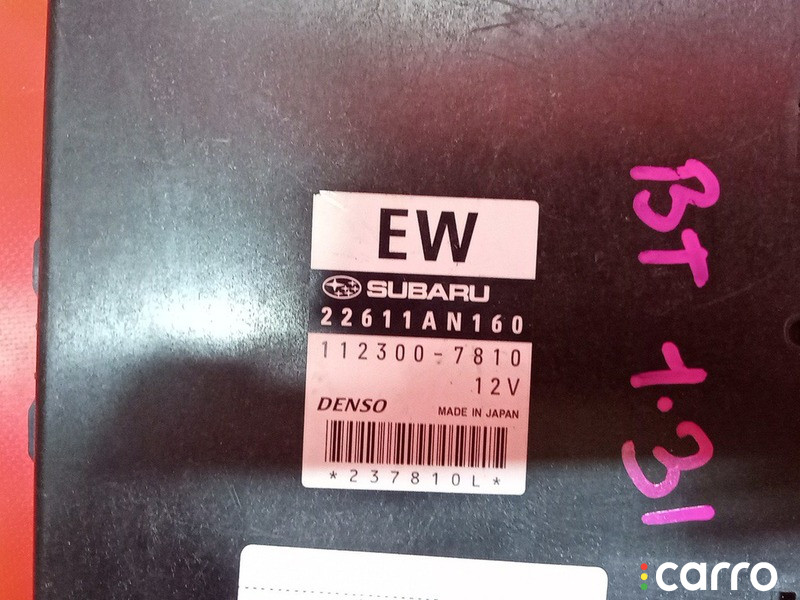 EW
SUBARU
22611AN160
112300-7810
12V
DENSO MADE IN JAPAN
*237810L*
BT 1.31
carro